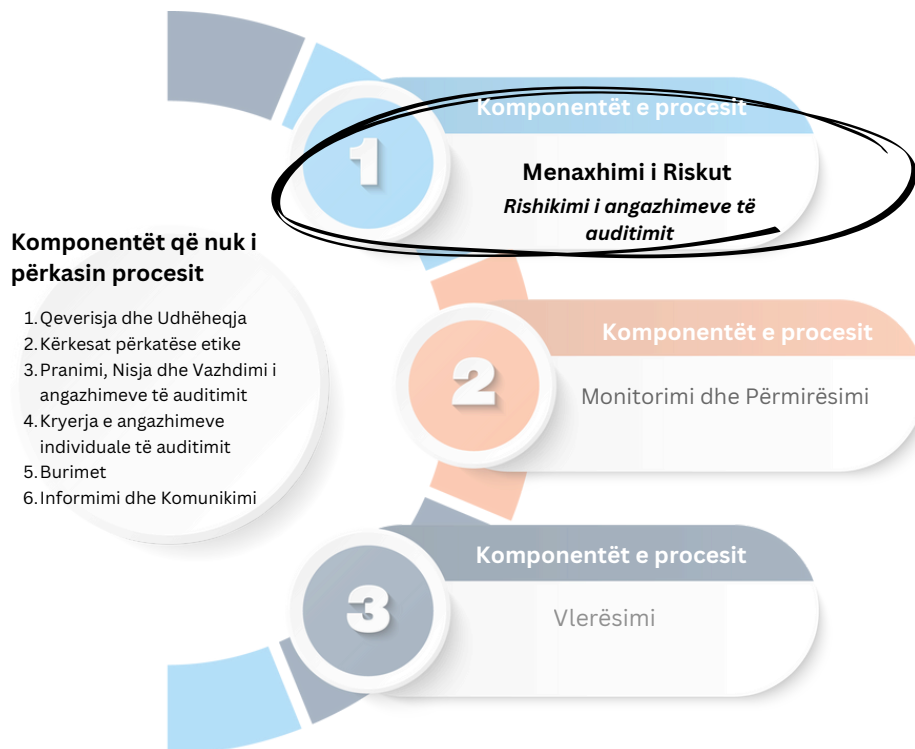 Komponentët e procesit
1
Menaxhimi i Riskut
Rishikimi i angazhimeve të
auditimit
Komponentët që nuk i
përkasin procesit
1. Qeverisja dhe Udhëheqja
2. Kërkesat përkatëse etike
3. Pranimi, Nisja dhe Vazhdimi i
angazhimeve të auditimit
4. Kryerja e angazhimeve
individuale të auditimit
5. Burimet
6. Informimi dhe Komunikimi
Komponentët e procesit
2
Monitorimi dhe Përmirësimi
Komponentët e procesit
3
Vlerësimi